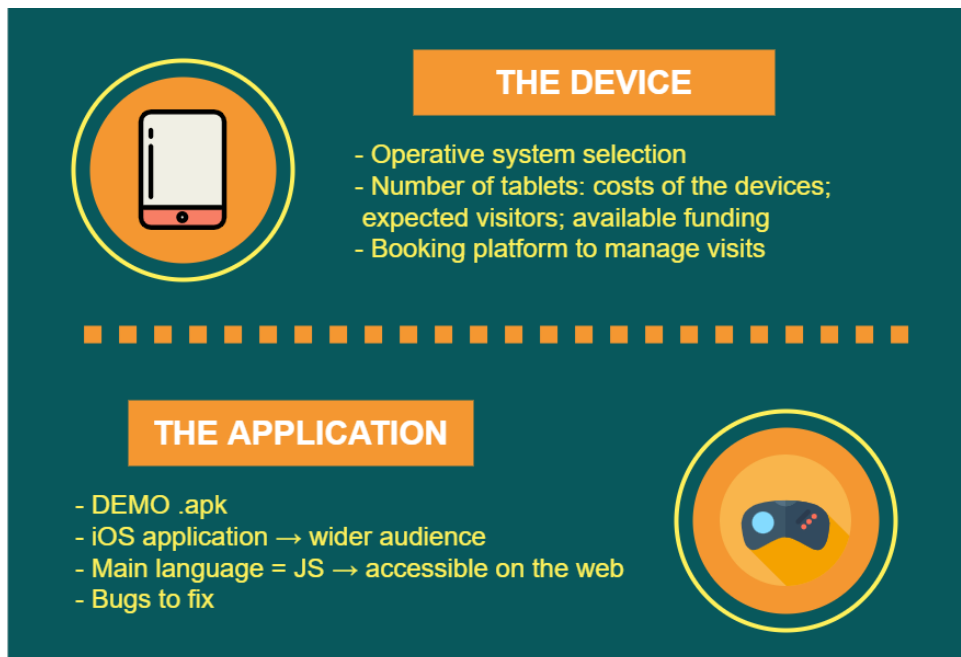 THE DEVICE
- Operative system selection
- Number of tablets: costs of the devices;
expected visitors; available funding
- Booking platform to manage visits
THE APPLICATION
- DEMO .apk
- iOS application → wider audience
- Main language = JS → accessible on the web
- Bugs to fix